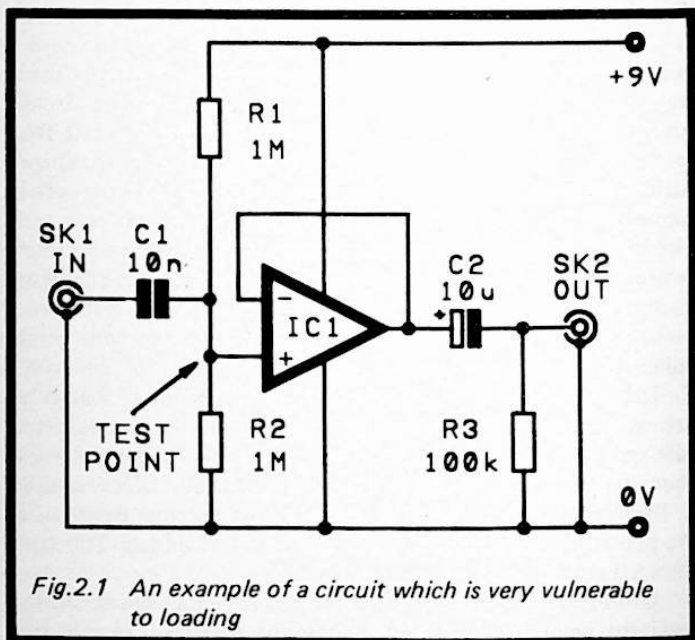 +9V
R1
1M
SK1
IN
C1
10n
-
IC1
+
C2
+
10u
SK2
OUT
TEST
POINT
R2
1M
R3
100k
0V
Fig.2.1 An example of a circuit which is very vulnerable
to loading